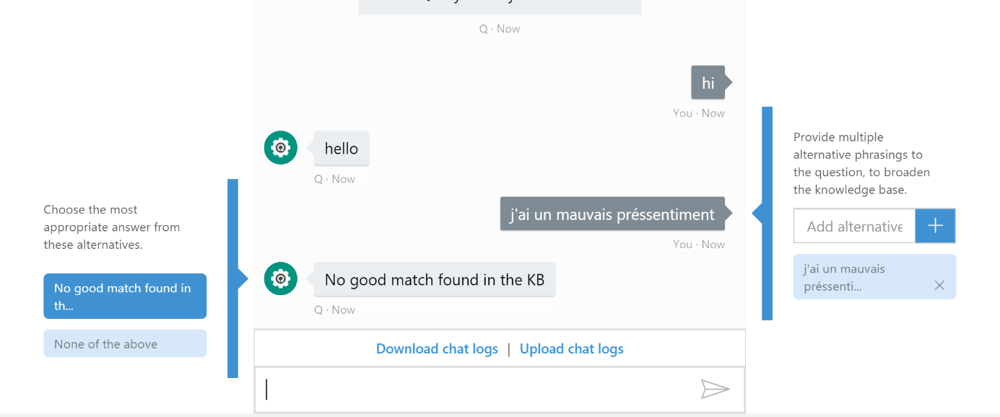 Q · Now
hi
You · Now
hello
Q · Now
j'ai un mauvais préssentiment
You · Now
No good match found in the KB
Q · Now
Download chat logs | Upload chat logs
Choose the most
appropriate answer from
these alternatives.
No good match found in
th...
None of the above
Provide multiple
alternative phrasings to
the question, to broaden
the knowledge base.
Add alternative
j'ai un mauvais
préssenti...